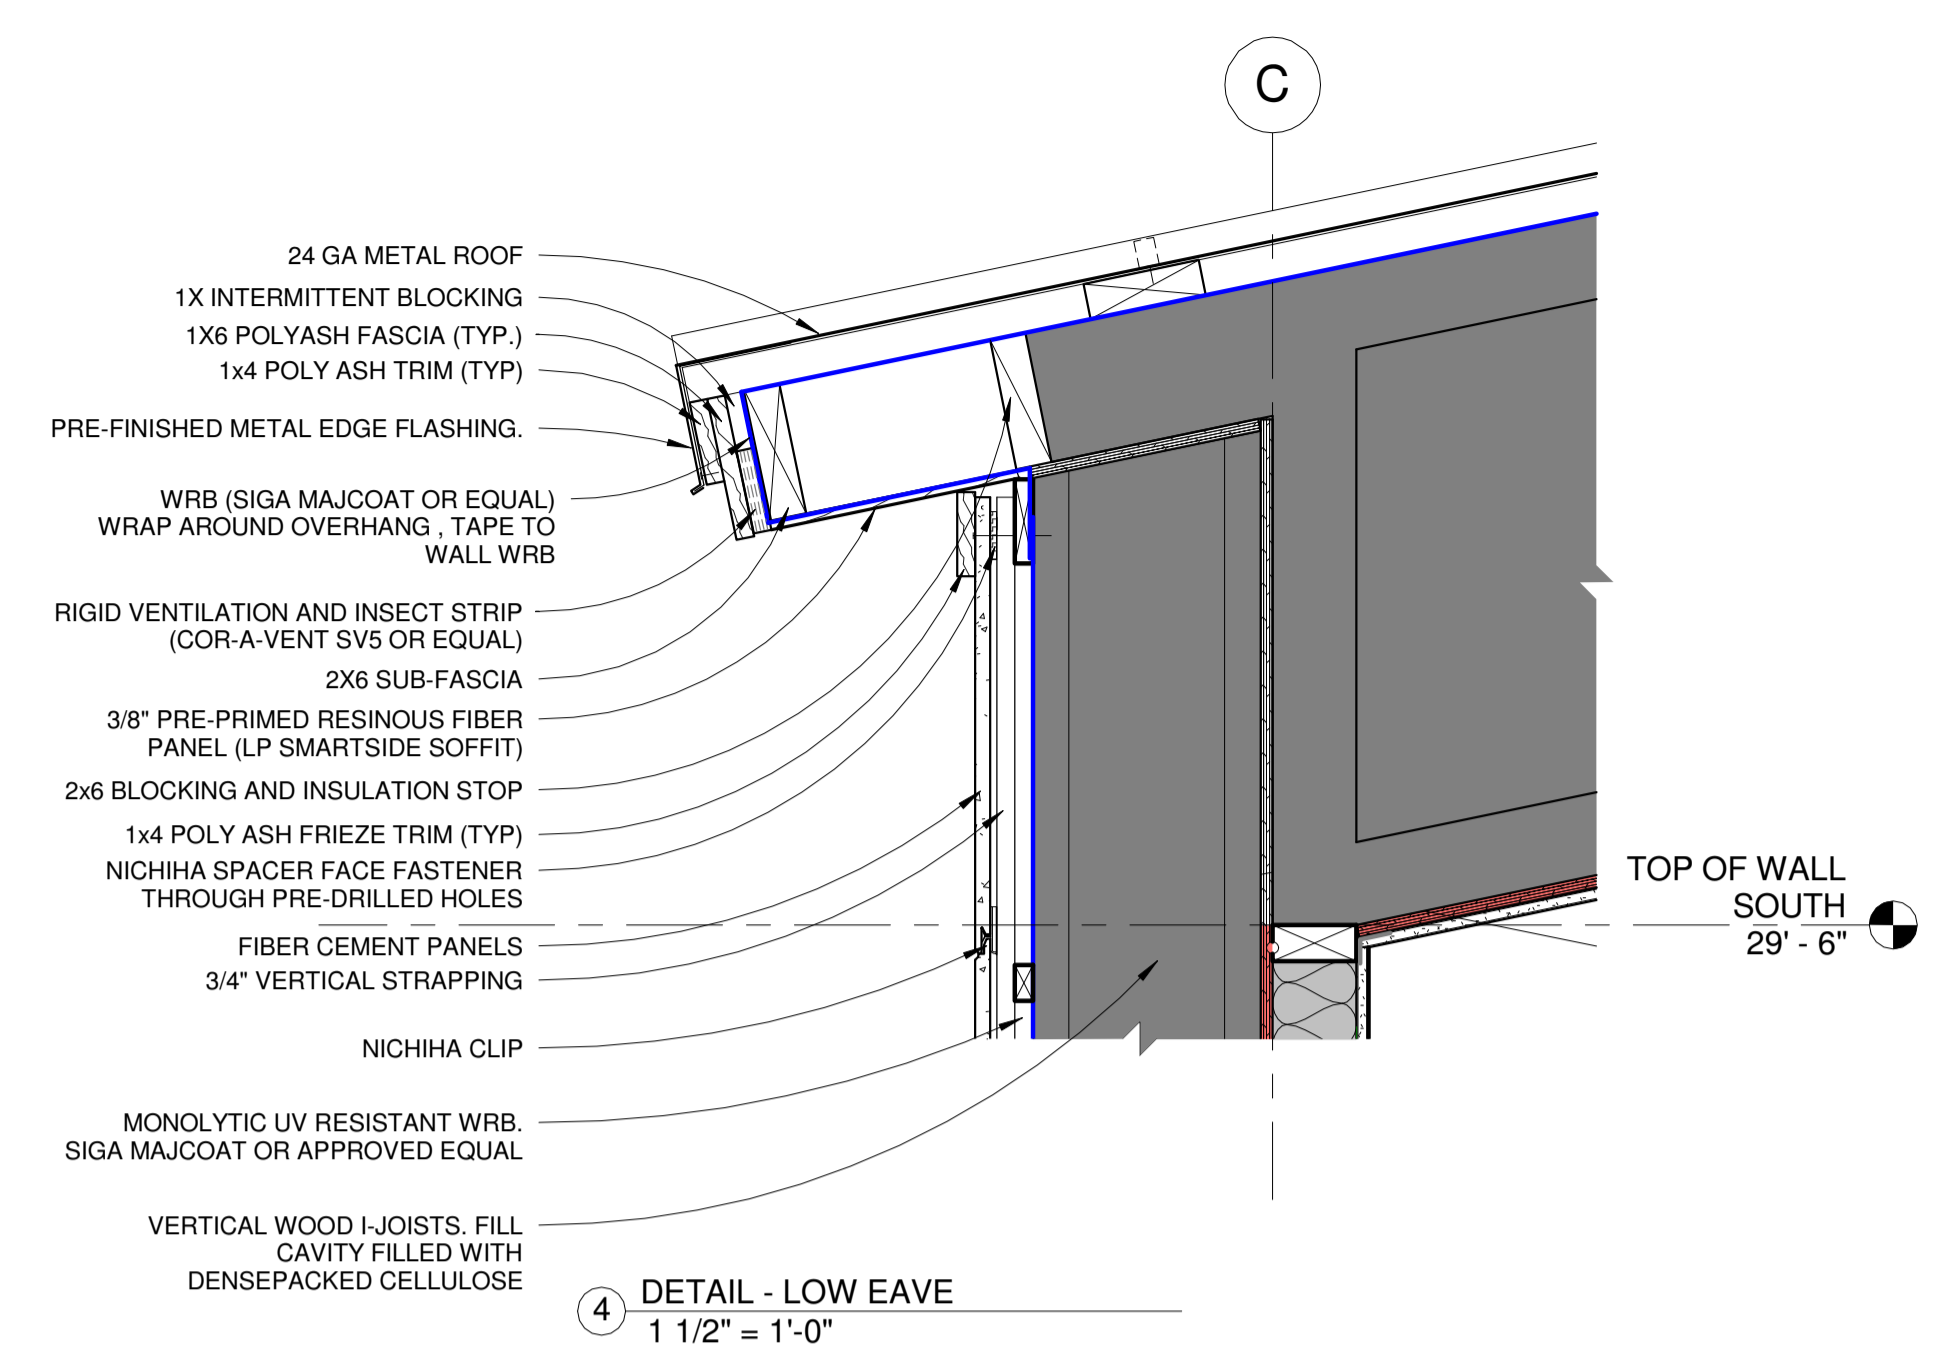 C
24 GA METAL ROOF
1X INTERMITTENT BLOCKING
1X6 POLYASH FASCIA (TYP.)
1x4 POLY ASH TRIM (TYP)
PRE-FINISHED METAL EDGE FLASHING.
WRB (SIGA MAJCOAT OR EQUAL)
WRAP AROUND OVERHANG , TAPE TO
WALL WRB
RIGID VENTILATION AND INSECT STRIP
(COR-A-VENT SV5 OR EQUAL)
2X6 SUB-FASCIA
3/8" PRE-PRIMED RESINOUS FIBER
PANEL (LP SMARTSIDE SOFFIT)
2x6 BLOCKING AND INSULATION STOP
1x4 POLY ASH FRIEZE TRIM (TYP)
NICHIHA SPACER FACE FASTENER
THROUGH PRE-DRILLED HOLES
FIBER CEMENT PANELS
3/4" VERTICAL STRAPPING
NICHIHA CLIP
MONOLYTIC UV RESISTANT WRB.
SIGA MAJCOAT OR APPROVED EQUAL
VERTICAL WOOD I-JOISTS. FILL
CAVITY FILLED WITH
DENSEPACKED CELLULOSE
TOP OF WALL
SOUTH
29' - 6"
4 DETAIL - LOW EAVE
1 1/2" = 1'-0"